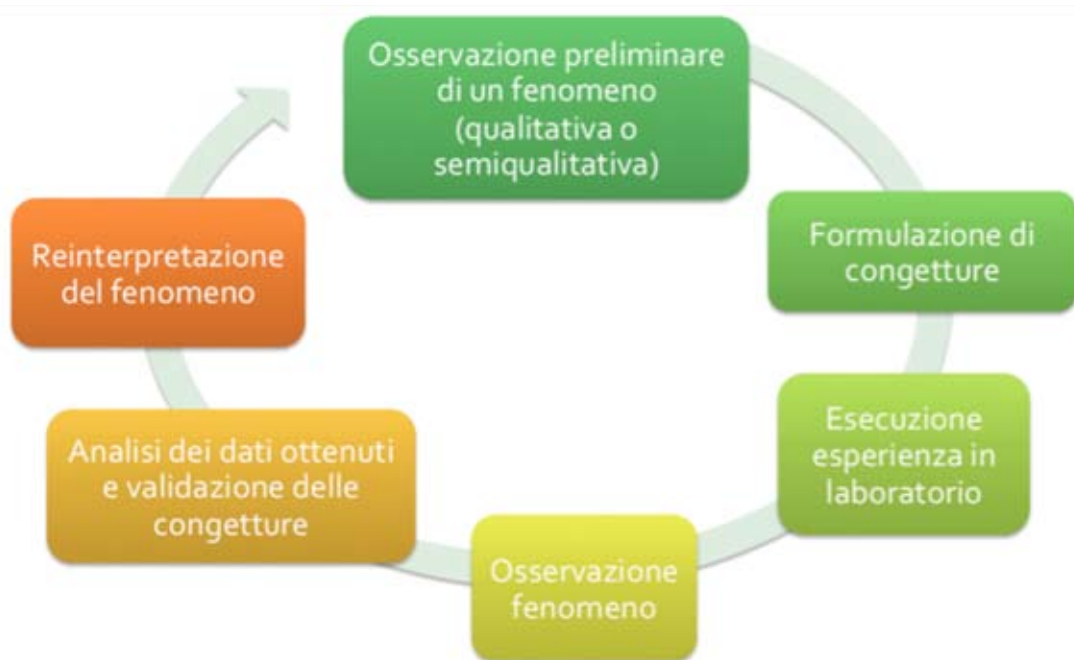 Osservazione preliminare
di un fenomeno
(qualitativa o
semiqualitativa)
Formulazione di
congetture
Esecuzione
esperienza in
laboratorio
Osservazione
fenomeno
Analisi dei dati ottenuti
e validazione delle
congetture
Reinterpretazione
del fenomeno